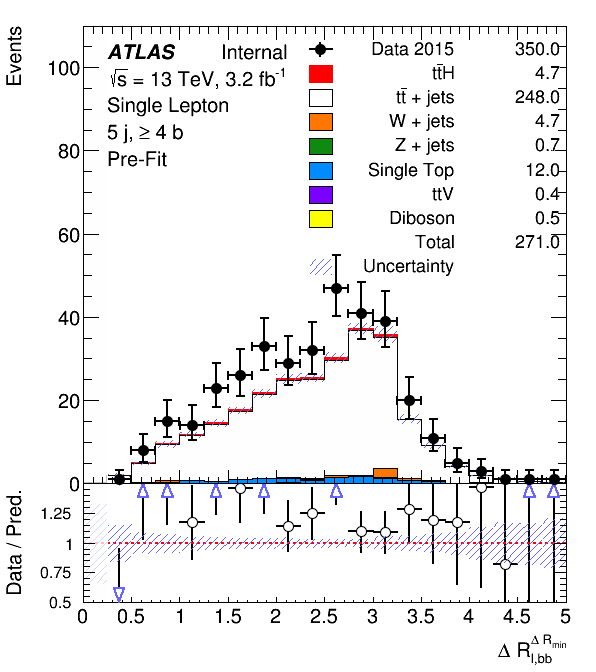 Events
ATLAS Internal
√s = 13 TeV, 3.2 fb⁻¹
Single Lepton
5 j, ≥ 4 b
Pre-Fit
Data 2015 350.0
tt̄H 4.7
tt̄ + jets 248.0
W + jets 4.7
Z + jets 0.7
Single Top 12.0
ttV 0.4
Diboson 0.5
Total 271.0
Uncertainty
100
80
60
40
20
0
Data / Pred.
1.25
1
0.75
0.5
0 0.5 1 1.5 2 2.5 3 3.5 4 4.5 5
Δ R_{l,bb}^{Δ R_{min}}